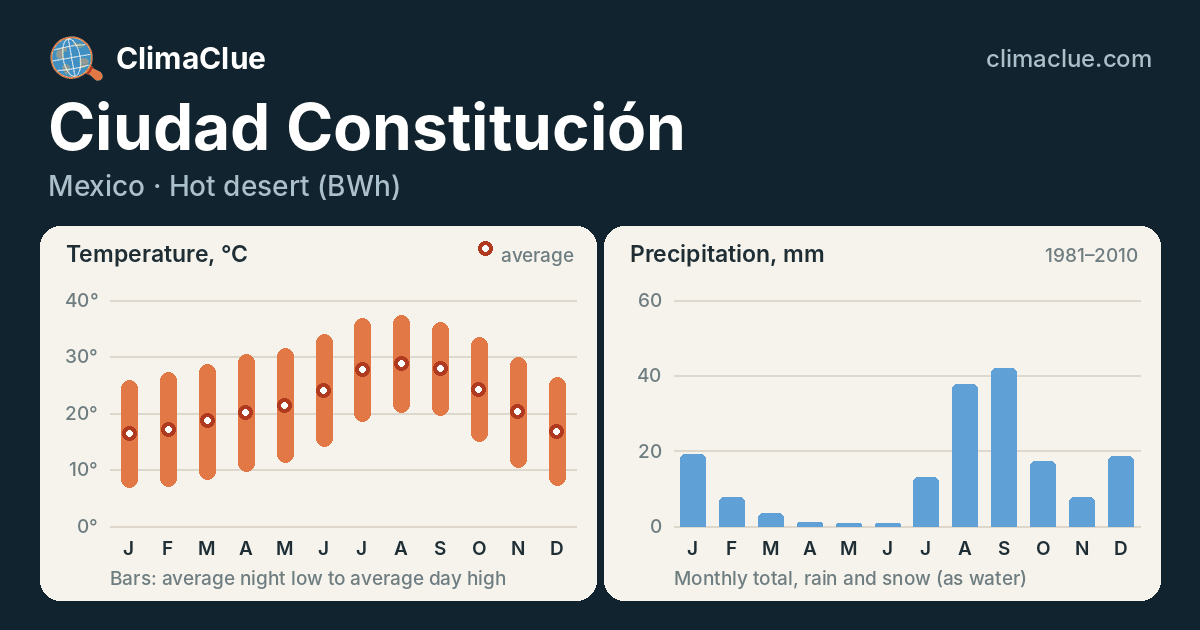 ClimaClue
climaclue.com
Ciudad Constitución
Mexico · Hot desert (BWh)
Temperature, °C
average
40°
30°
20°
10°
0°
J F M A M J J A S O N D
Bars: average night low to average day high
Precipitation, mm
1981–2010
60
40
20
0
J F M A M J J A S O N D
Monthly total, rain and snow (as water)